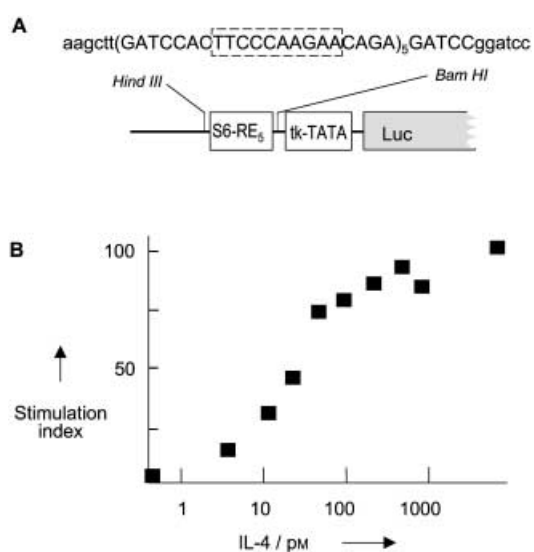 A
aagctt(GATCCACTTCCCAAGAACAGA)5GATCCggatcc
Hind III
Bam HI
S6-RE5
tk-TATA
Luc
B
100
50
Stimulation
index
1
10
100
1000
IL-4 / pM